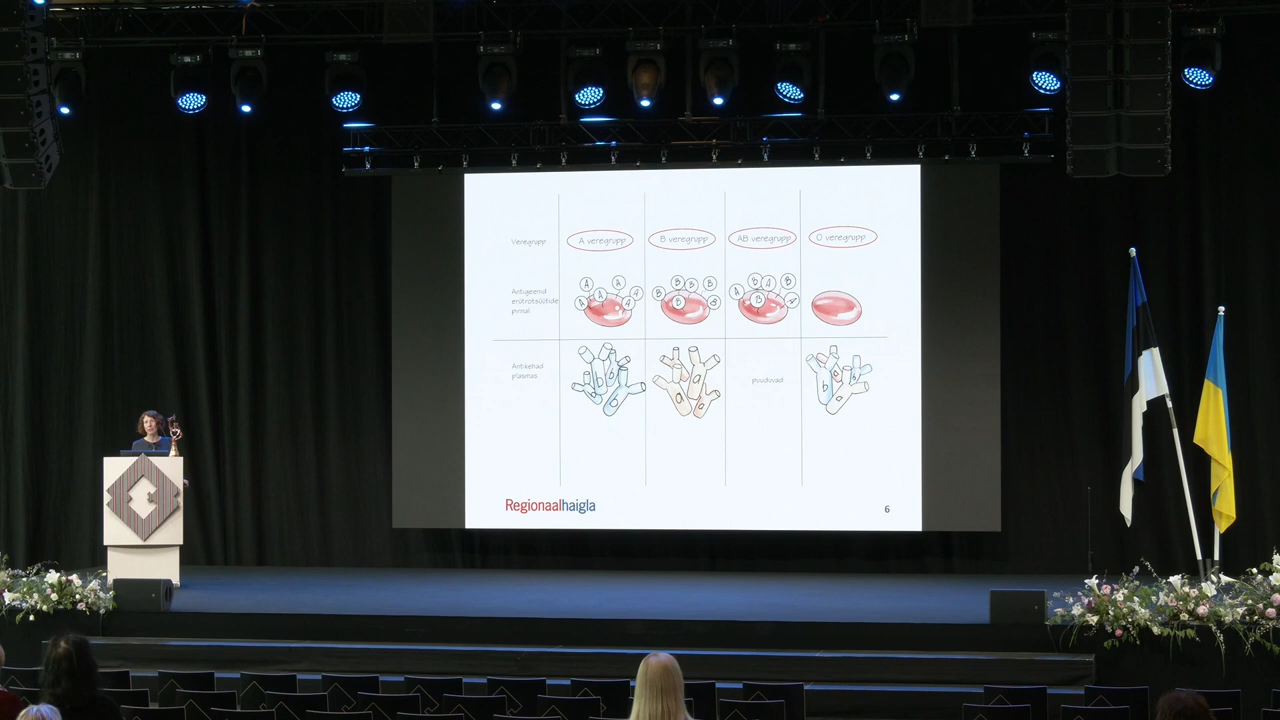 Veregrupp
A veregrupp
B veregrupp
AB veregrupp
O veregrupp
Antigeenid
erütrotsüütide
pinnal
A A A A A A
B B B B B B
A B A B B A
Antikehad
plasmas
puuduvad
Regionaalhaigla
6